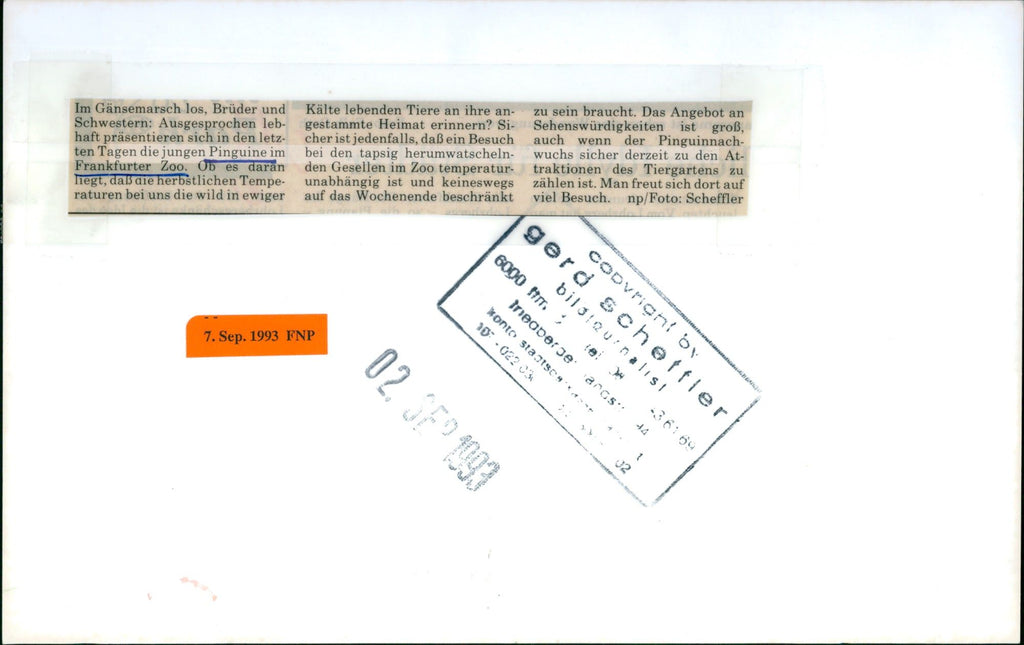 Im Gänsemarsch los, Brüder und
Schwestern: Ausgesprochen leb-
haft präsentieren sich in den letz-
ten Tagen die jungen Pinguine im
Frankfurter Zoo. Ob es daran
liegt, daß die herbstlichen Tempe-
raturen bei uns die wild in ewiger
Kälte lebenden Tiere an ihre an-
gestammte Heimat erinnern? Si-
cher ist jedenfalls, daß ein Besuch
bei den tapsig herumwatscheln-
den Gesellen im Zoo temperatur-
unabhängig ist und keineswegs
auf das Wochenende beschränkt
zu sein braucht. Das Angebot an
Sehenswürdigkeiten ist groß,
auch wenn der Pinguinnach-
wuchs sicher derzeit zu den At-
traktionen des Tiergartens zu
zählen ist. Man freut sich dort auf
viel Besuch. np/Foto: Scheffler
copyright by
gerd scheffler
bildjournalist
6000 ffm.
7. Sep. 1993 FNP
02. SEP 1993